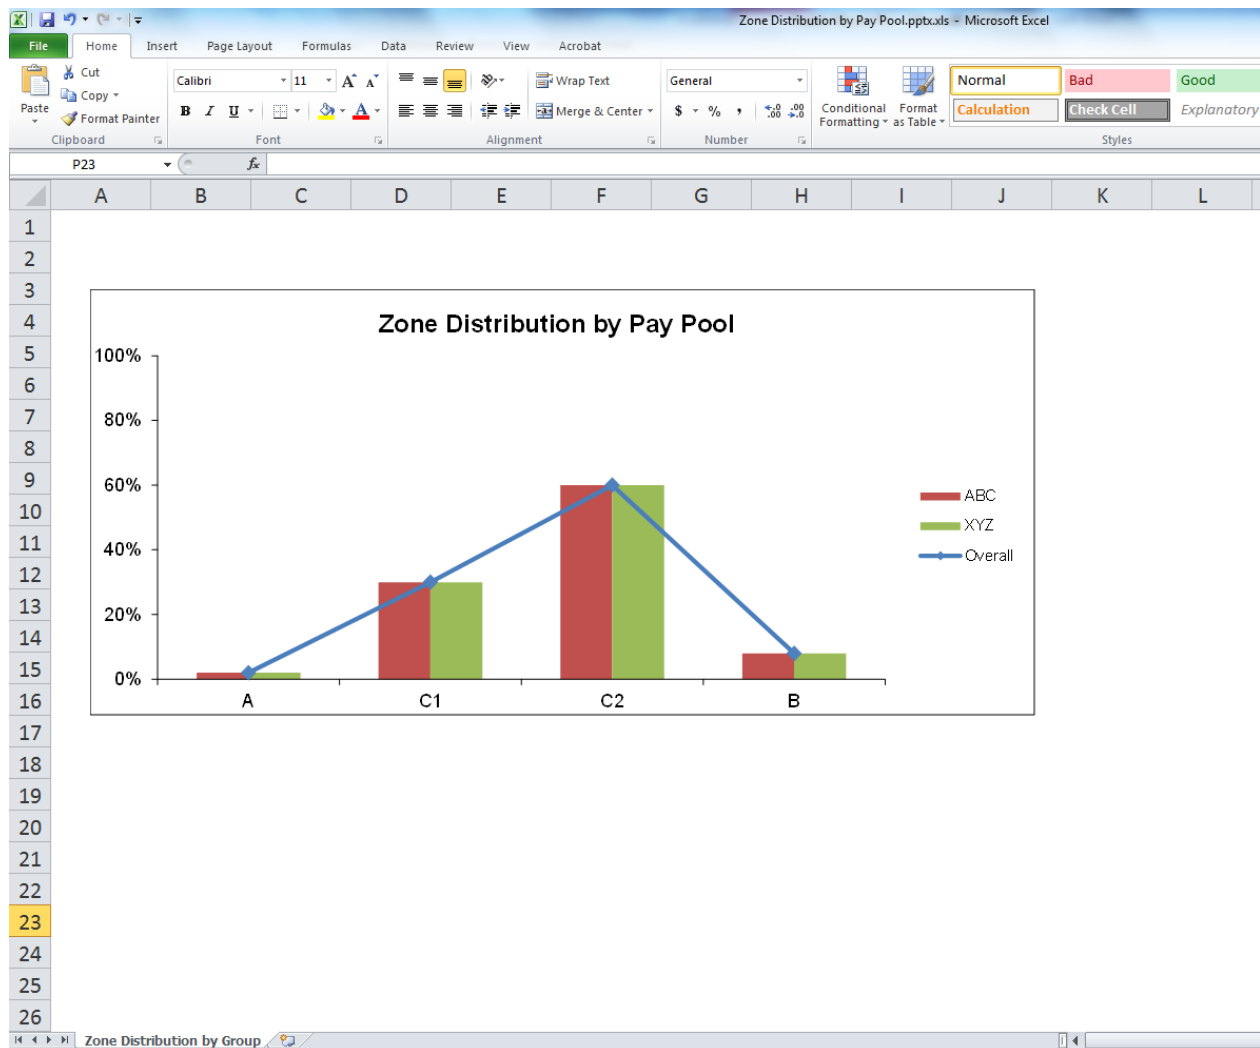 Zone Distribution by Pay Pool.pptx.xls - Microsoft Excel
File Home Insert Page Layout Formulas Data Review View Acrobat
Cut
Copy
Format Painter
Paste
Clipboard
Calibri 11
B I U
Font
Wrap Text
Merge & Center
Alignment
General
$ % ,
Number
Conditional Formatting
Format as Table
Normal Bad Good
Calculation Check Cell Explanatory
Styles
P23 fx
A B C D E F G H I J K L
1
2
3
4
5
6
7
8
9
10
11
12
13
14
15
16
17
18
19
20
21
22
23
24
25
26
Zone Distribution by Pay Pool
100%
80%
60%
40%
20%
0%
A C1 C2 B
ABC
XYZ
Overall
Zone Distribution by Group